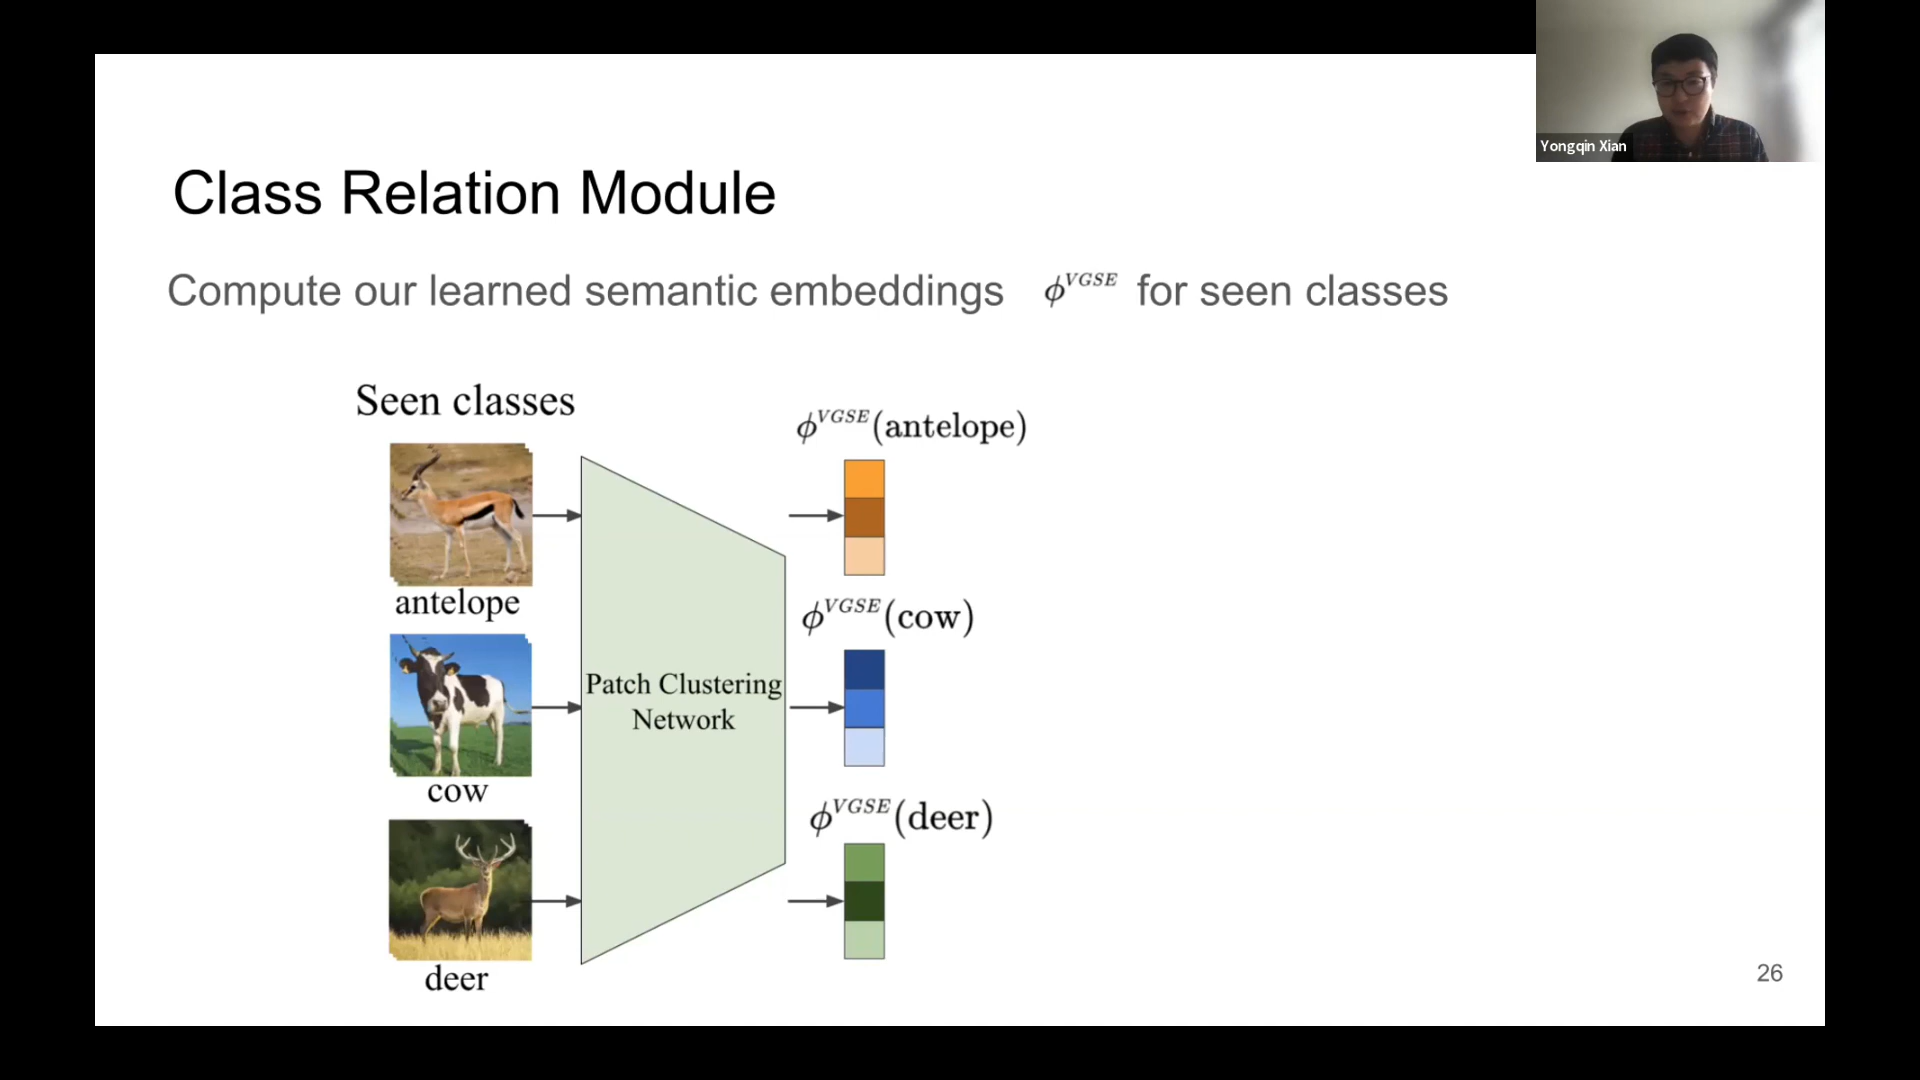 Yongqin Xian
Class Relation Module
Compute our learned semantic embeddings ϕ^VGSE for seen classes
Seen classes
ϕ^VGSE(antelope)
antelope
ϕ^VGSE(cow)
Patch Clustering
Network
cow
ϕ^VGSE(deer)
deer
26